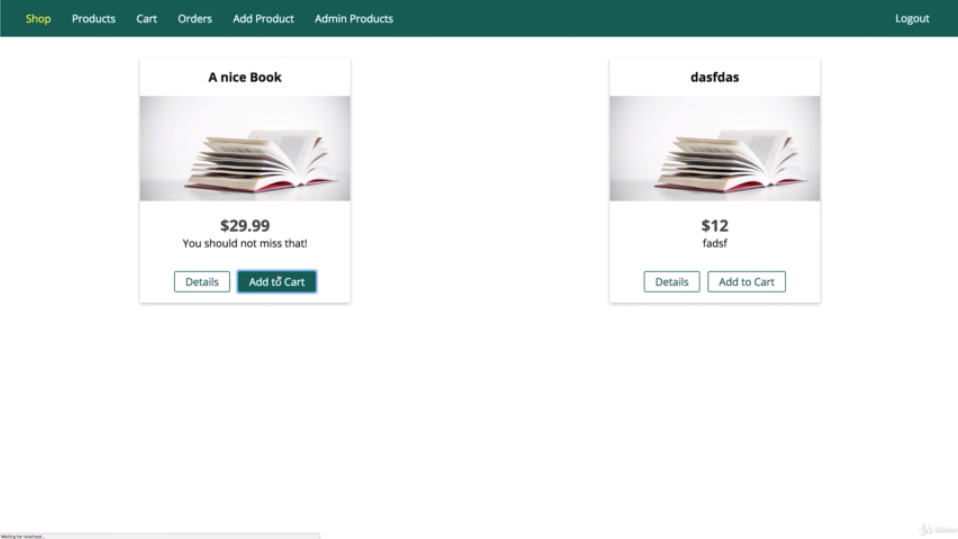 Shop Products Cart Orders Add Product Admin Products Logout
A nice Book
$29.99
You should not miss that!
Details Add to Cart
dasfdas
$12
fadsf
Details Add to Cart
Waiting for localhost...
Udemy